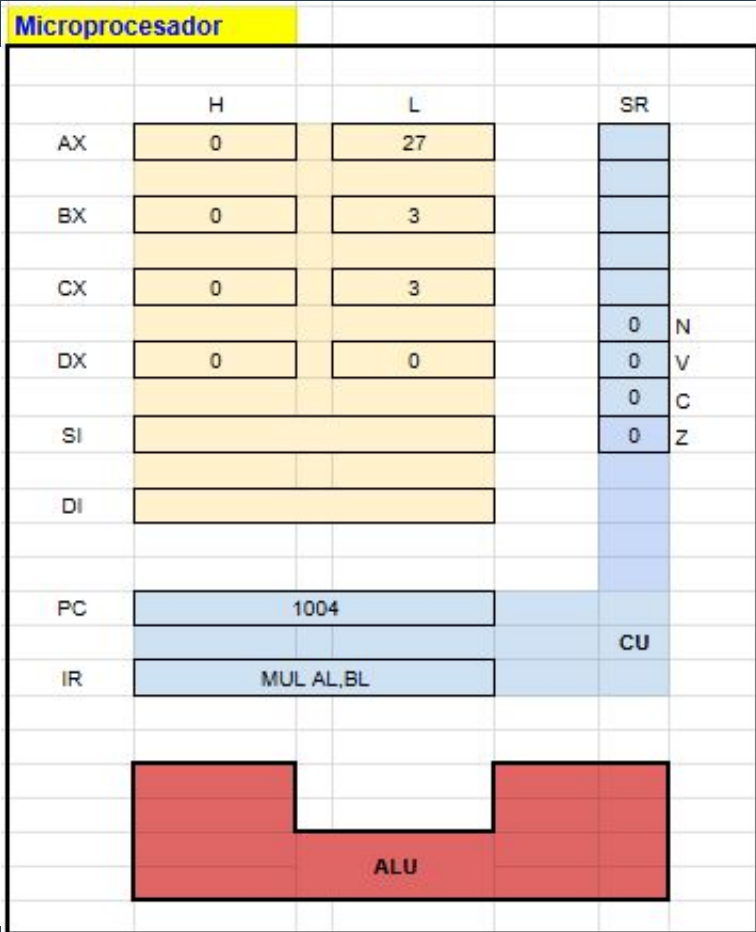 Microprocesador
H L SR
AX 0 27
BX 0 3
CX 0 3
0 N
DX 0 0 0 V
0 C
SI 0 Z
DI
PC 1004
CU
IR MUL AL,BL
ALU